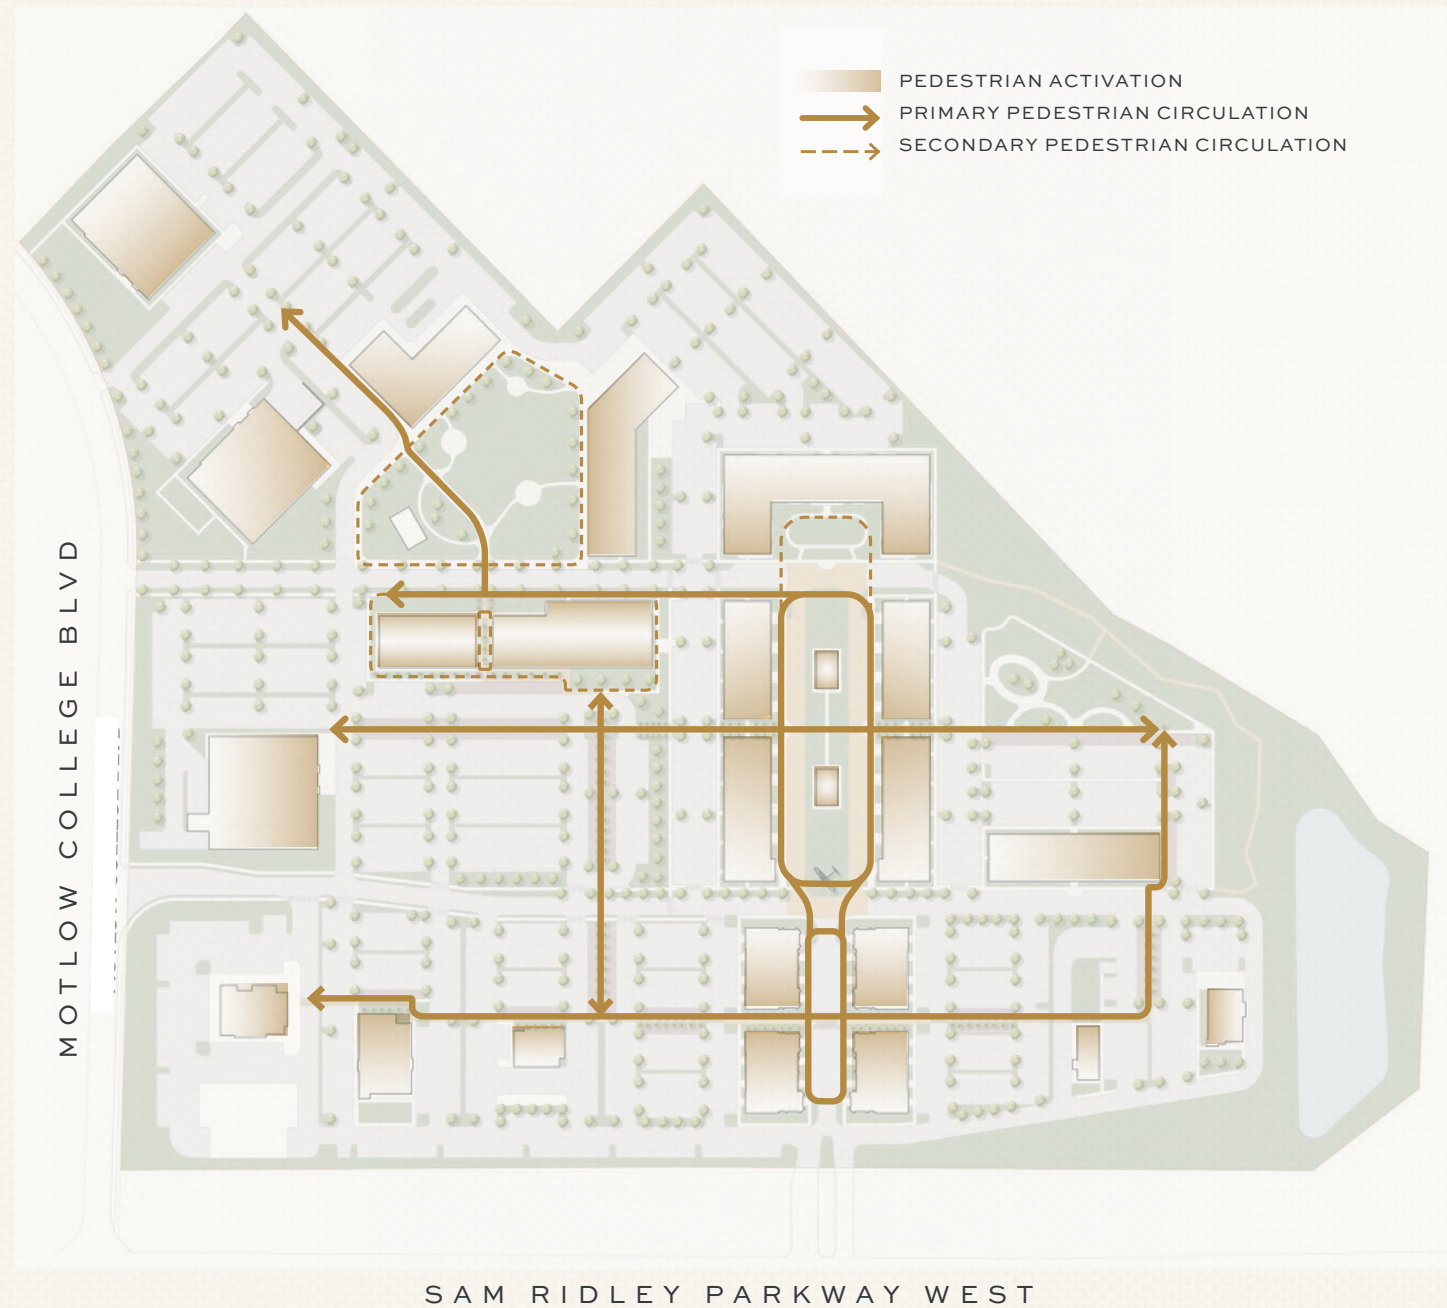 PEDESTRIAN ACTIVATION
PRIMARY PEDESTRIAN CIRCULATION
SECONDARY PEDESTRIAN CIRCULATION
MOTLOW COLLEGE BLVD
SAM RIDLEY PARKWAY WEST